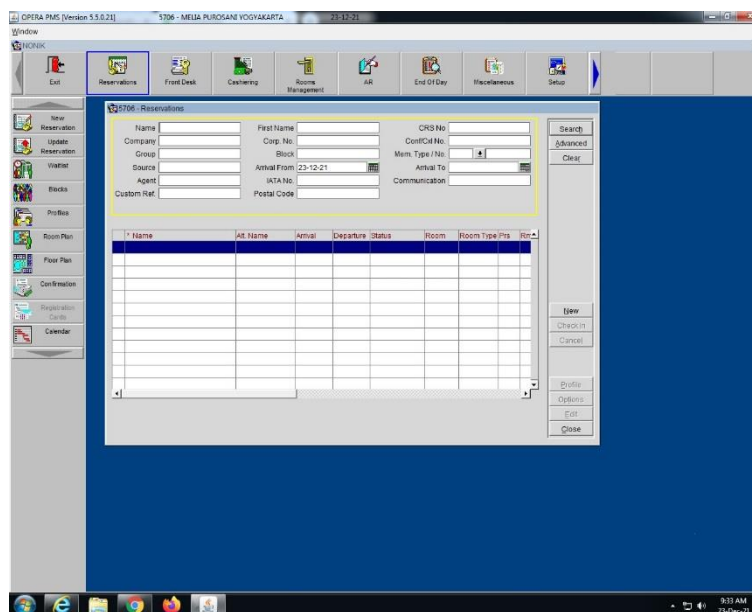 OPERA PMS [Version 5.5.0.21] 5706 - MELIA PUROSANI YOGYAKARTA 23-12-21
Window
NONIK
Exit Reservations Front Desk Cashiering Rooms Management AR End Of Day Miscellaneous Setup
5706 - Reservations
New Reservation
Update Reservation
Waitlist
Blocks
Profiles
Room Plan
Floor Plan
Confirmation
Registration Cards
Calendar
Name First Name CRS No Search
Company Corp. No. Conf/Cxl No. Advanced
Group Block Mem. Type / No. Clear
Source Arrival From 23-12-21 Arrival To
Agent IATA No. Communication
Custom Ref. Postal Code
* Name Alt. Name Arrival Departure Status Room Room Type Prs
New
Check In
Cancel
Profile
Options
Edit
Close
9:33 AM
23-Dec-21